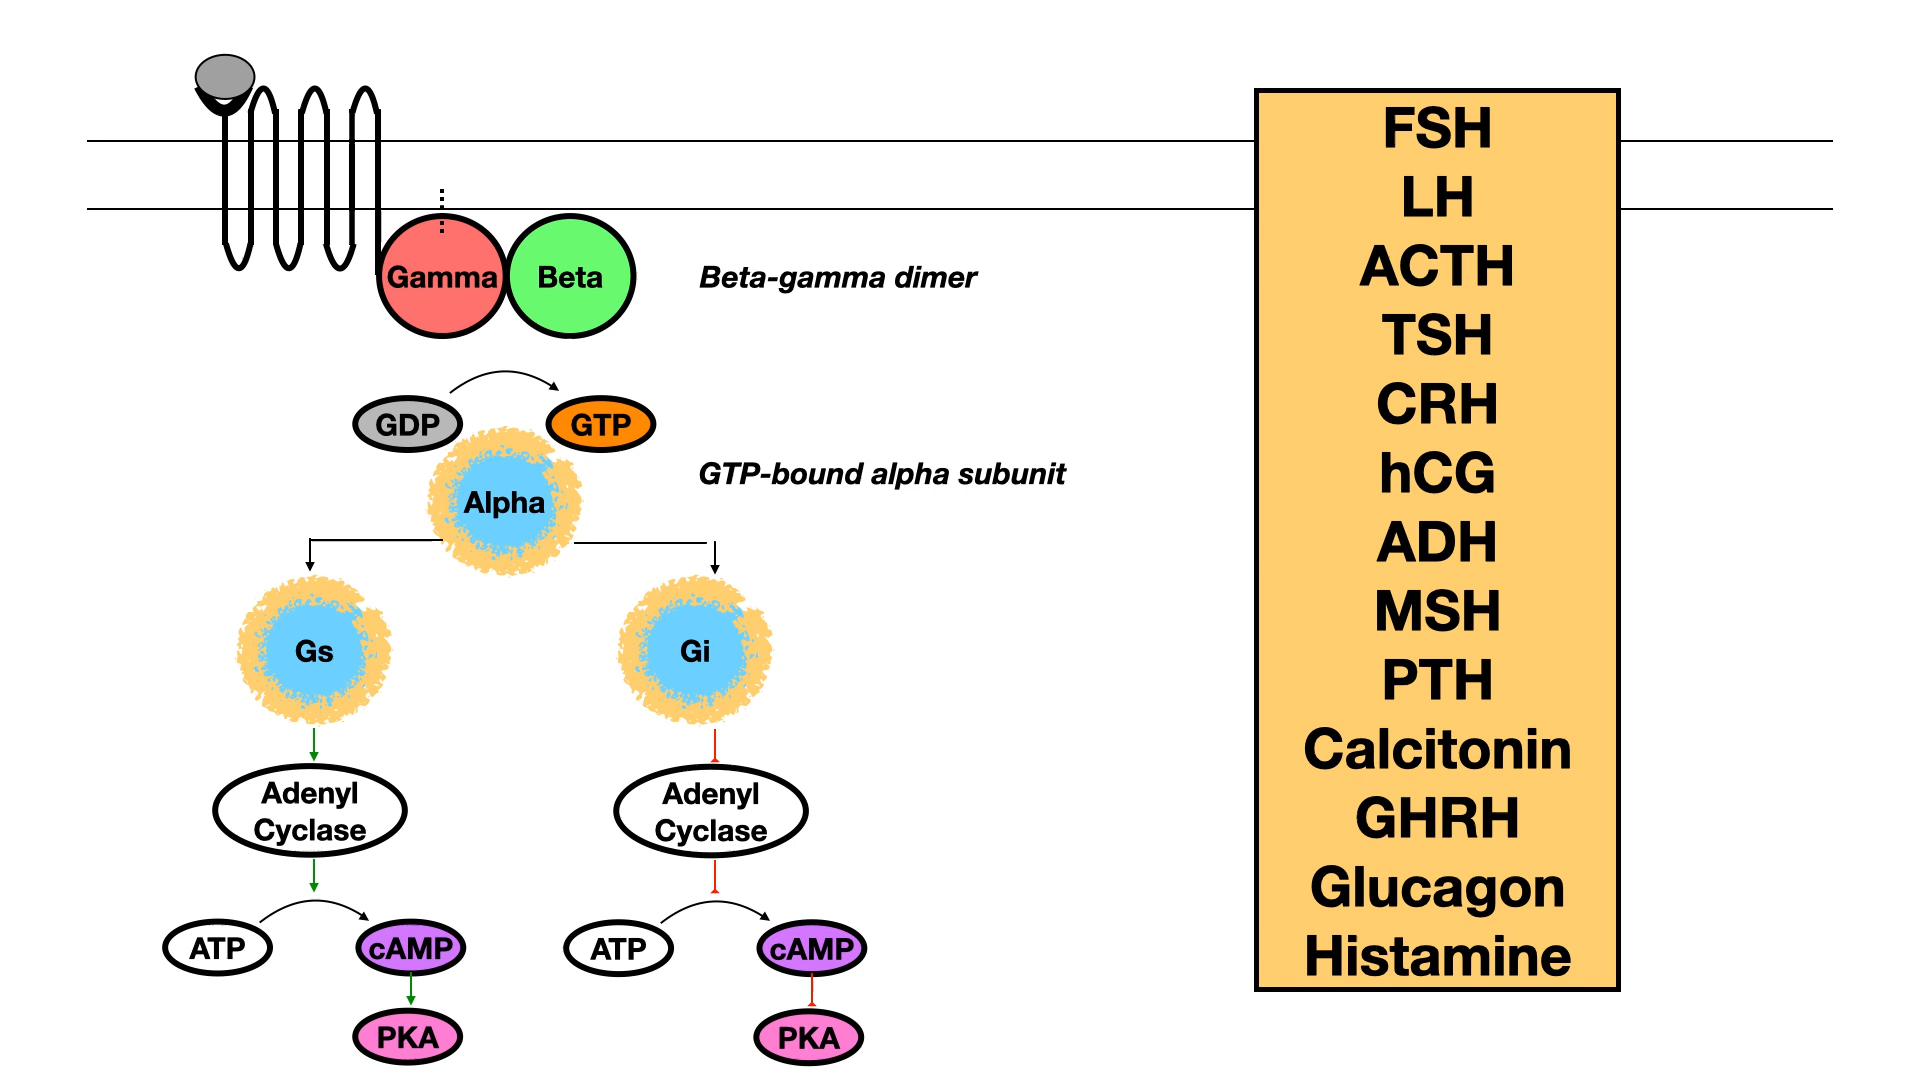 Gamma
Beta
Beta-gamma dimer
GDP
GTP
GTP-bound alpha subunit
Alpha
Gs
Gi
Adenyl
Cyclase
Adenyl
Cyclase
ATP
cAMP
ATP
cAMP
PKA
PKA
FSH
LH
ACTH
TSH
CRH
hCG
ADH
MSH
PTH
Calcitonin
GHRH
Glucagon
Histamine